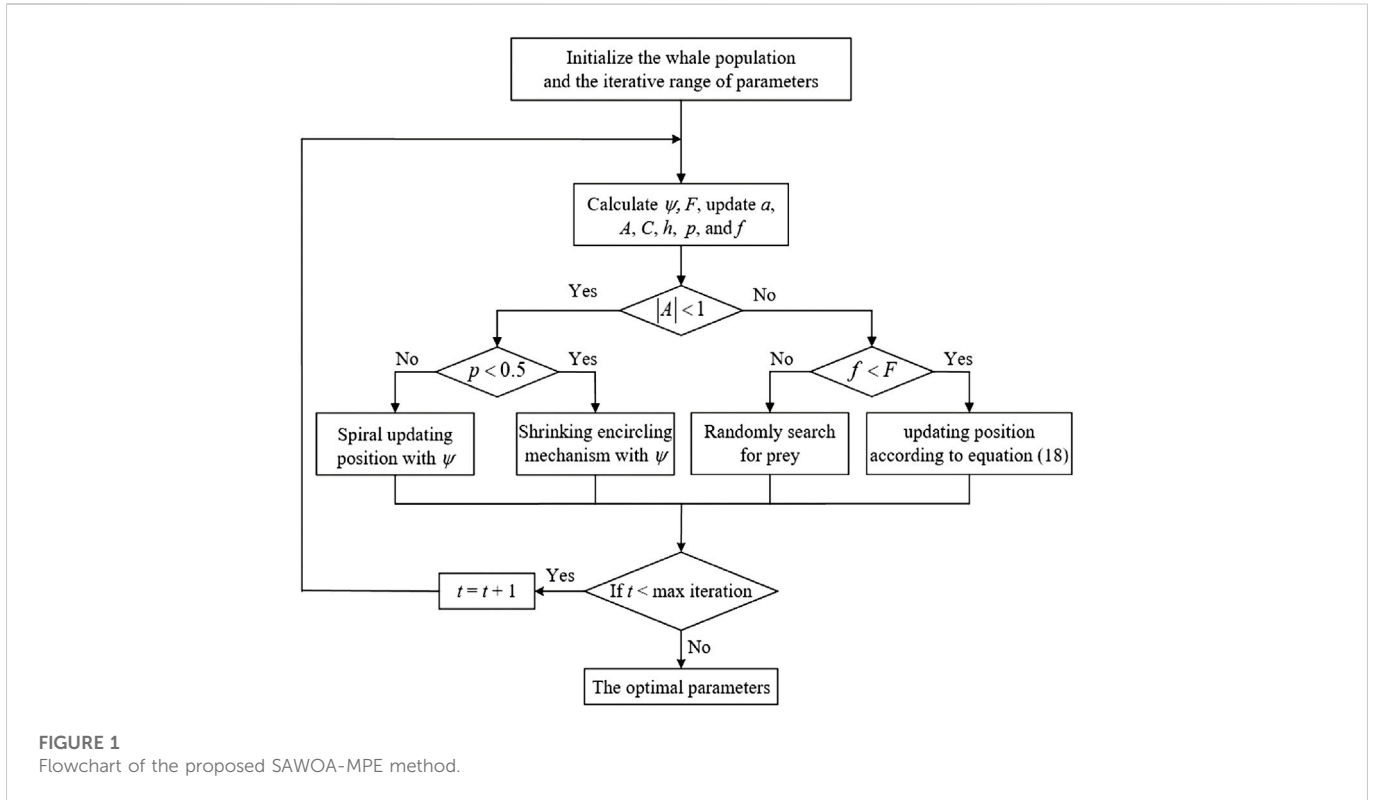 Initialize the whale population
and the iterative range of parameters
Calculate ψ, F, update a,
A, C, h, p, and f
Yes
|A| < 1
No
No
p < 0.5
Yes
No
f < F
Yes
Spiral updating
position with ψ
Shrinking encircling
mechanism with ψ
Randomly search
for prey
updating position
according to equation (18)
t = t + 1
Yes
If t < max iteration
No
The optimal parameters
FIGURE 1
Flowchart of the proposed SAWOA-MPE method.